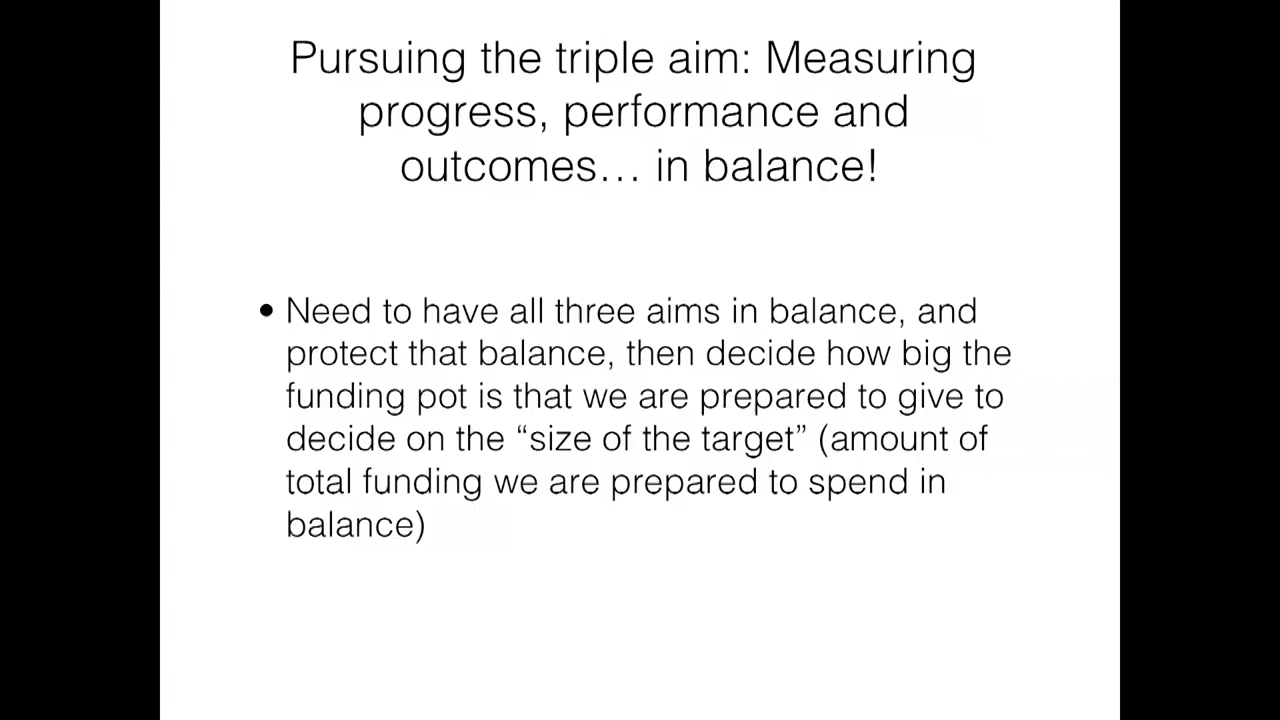 Pursuing the triple aim: Measuring
progress, performance and
outcomes… in balance!
• Need to have all three aims in balance, and
protect that balance, then decide how big the
funding pot is that we are prepared to give to
decide on the “size of the target” (amount of
total funding we are prepared to spend in
balance)